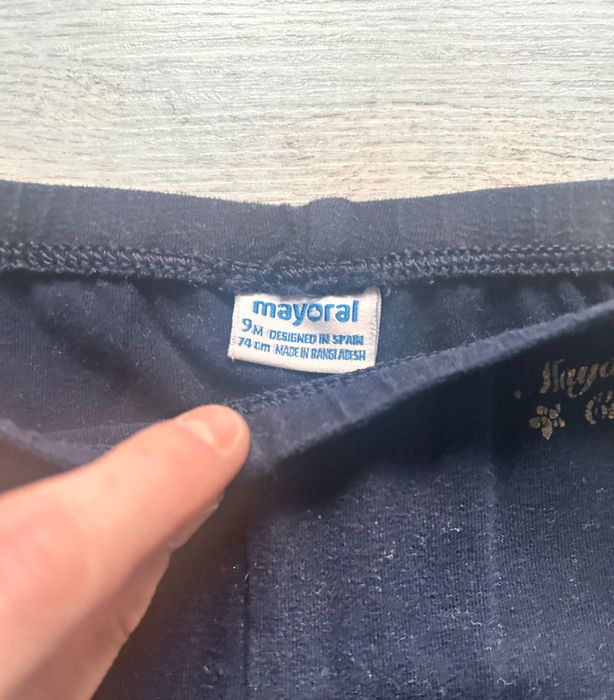 mayoral
9M DESIGNED IN SPAIN
74 cm MADE IN BANGLADESH